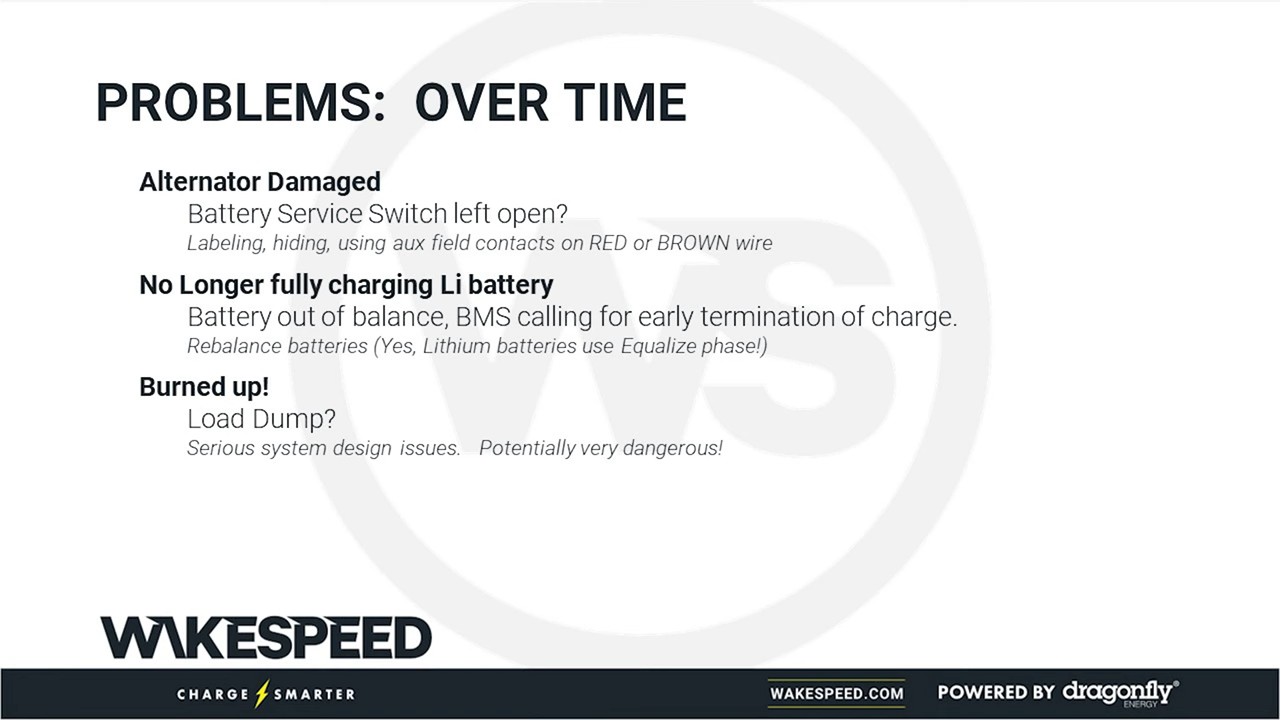 PROBLEMS: OVER TIME
Alternator Damaged
Battery Service Switch left open?
Labeling, hiding, using aux field contacts on RED or BROWN wire
No Longer fully charging Li battery
Battery out of balance, BMS calling for early termination of charge.
Rebalance batteries (Yes, Lithium batteries use Equalize phase!)
Burned up!
Load Dump?
Serious system design issues. Potentially very dangerous!
WS
WAKESPEED
CHARGE SMARTER
WAKESPEED.COM
POWERED BY dragonfly®
ENERGY